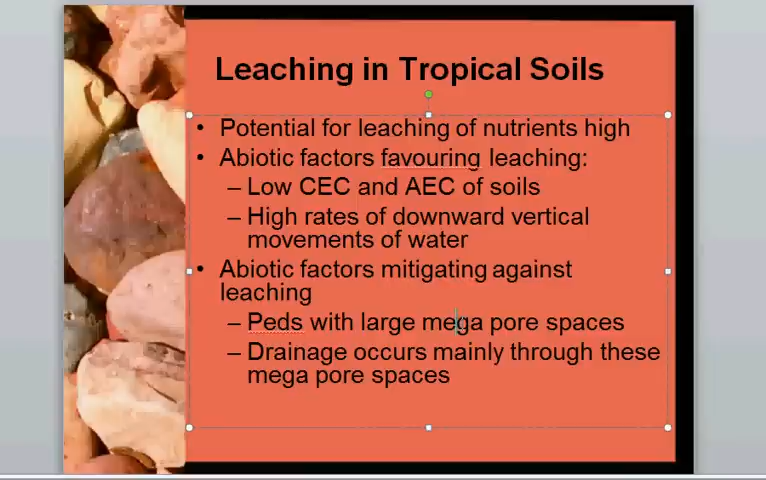 Leaching in Tropical Soils
• Potential for leaching of nutrients high
• Abiotic factors favouring leaching:
– Low CEC and AEC of soils
– High rates of downward vertical
movements of water
• Abiotic factors mitigating against
leaching
– Peds with large mega pore spaces
– Drainage occurs mainly through these
mega pore spaces